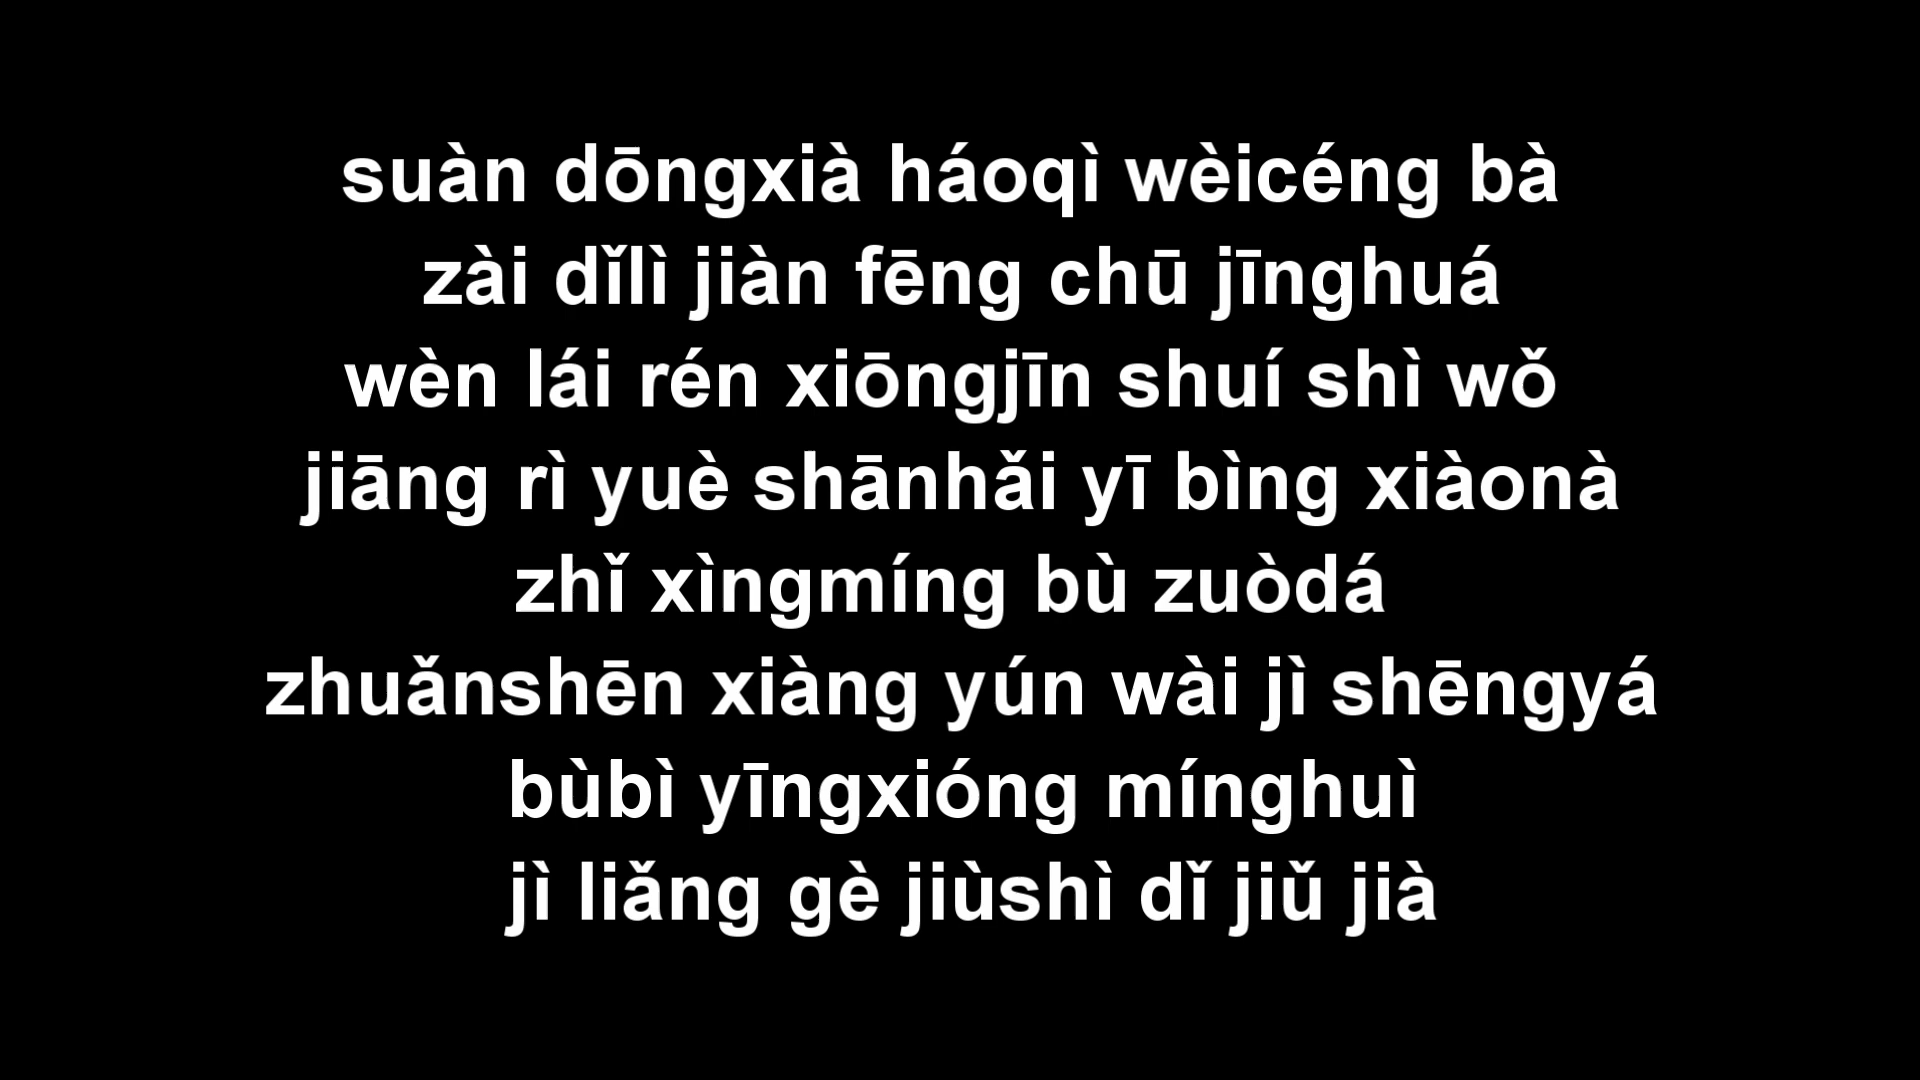 suàn dōngxià háoqì wèicéng bà
zài dǐlì jiàn fēng chū jīnghuá
wèn lái rén xiōngjīn shuí shì wǒ
jiāng rì yuè shānhǎi yī bìng xiàonà
zhǐ xìngmíng bù zuòdá
zhuǎnshēn xiàng yún wài jì shēngyá
bùbì yīngxióng mínghuì
jì liǎng gè jiùshì dǐ jiǔ jià